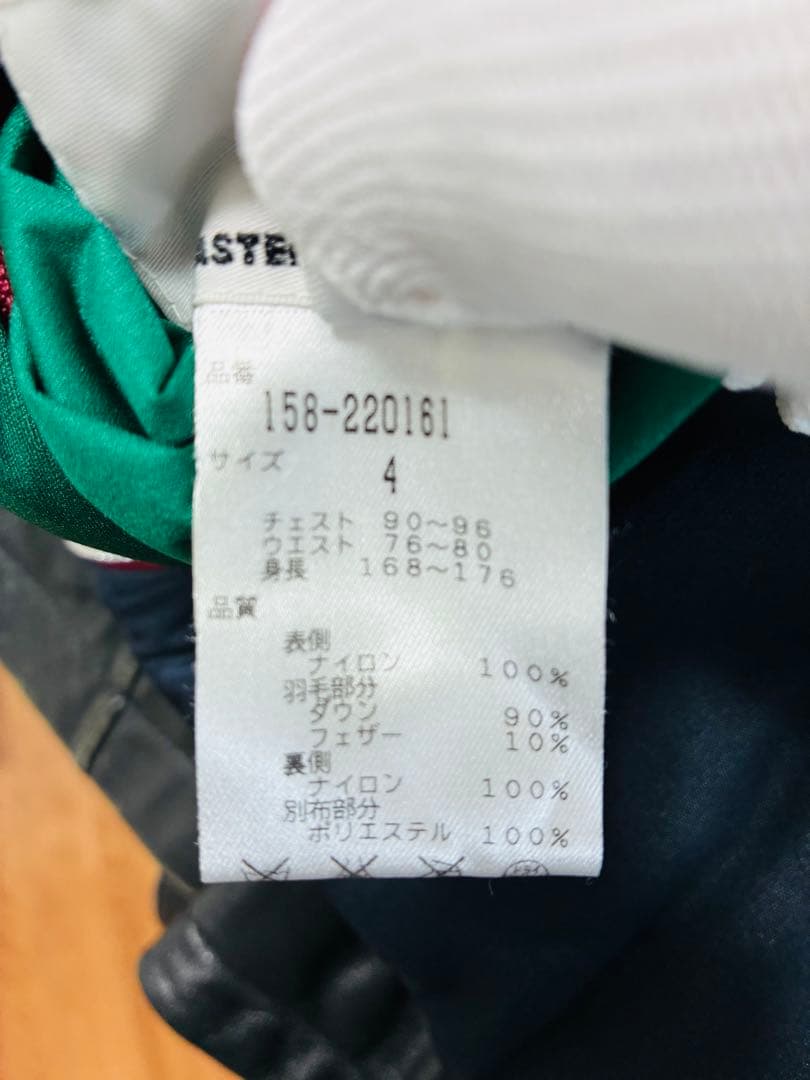 ASTE
品番
158-220161
サイズ
4
チェスト 90～96
ウエスト 76～80
身長 168～176
品質
表側
ナイロン 100%
羽毛部分
ダウン 90%
フェザー 10%
裏側
ナイロン 100%
別布部分
ポリエステル 100%